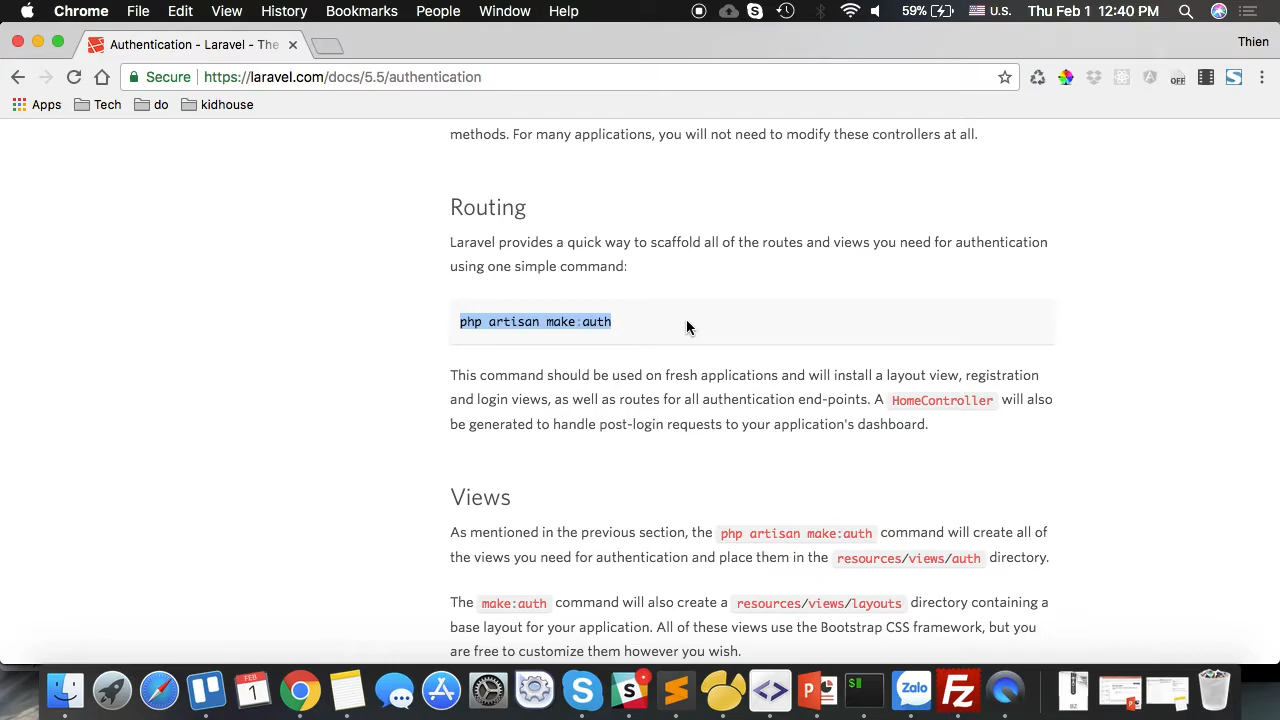 Chrome File Edit View History Bookmarks People Window Help 59% U.S. Thu Feb 1 12:40 PM
Authentication - Laravel - The Thien
Secure https://laravel.com/docs/5.5/authentication OFF
Apps Tech do kidhouse
methods. For many applications, you will not need to modify these controllers at all.
Routing
Laravel provides a quick way to scaffold all of the routes and views you need for authentication
using one simple command:
php artisan make:auth
This command should be used on fresh applications and will install a layout view, registration
and login views, as well as routes for all authentication end-points. A HomeController will also
be generated to handle post-login requests to your application's dashboard.
Views
As mentioned in the previous section, the php artisan make:auth command will create all of
the views you need for authentication and place them in the resources/views/auth directory.
The make:auth command will also create a resources/views/layouts directory containing a
base layout for your application. All of these views use the Bootstrap CSS framework, but you
are free to customize them however you wish.
FEB
1
Zalo